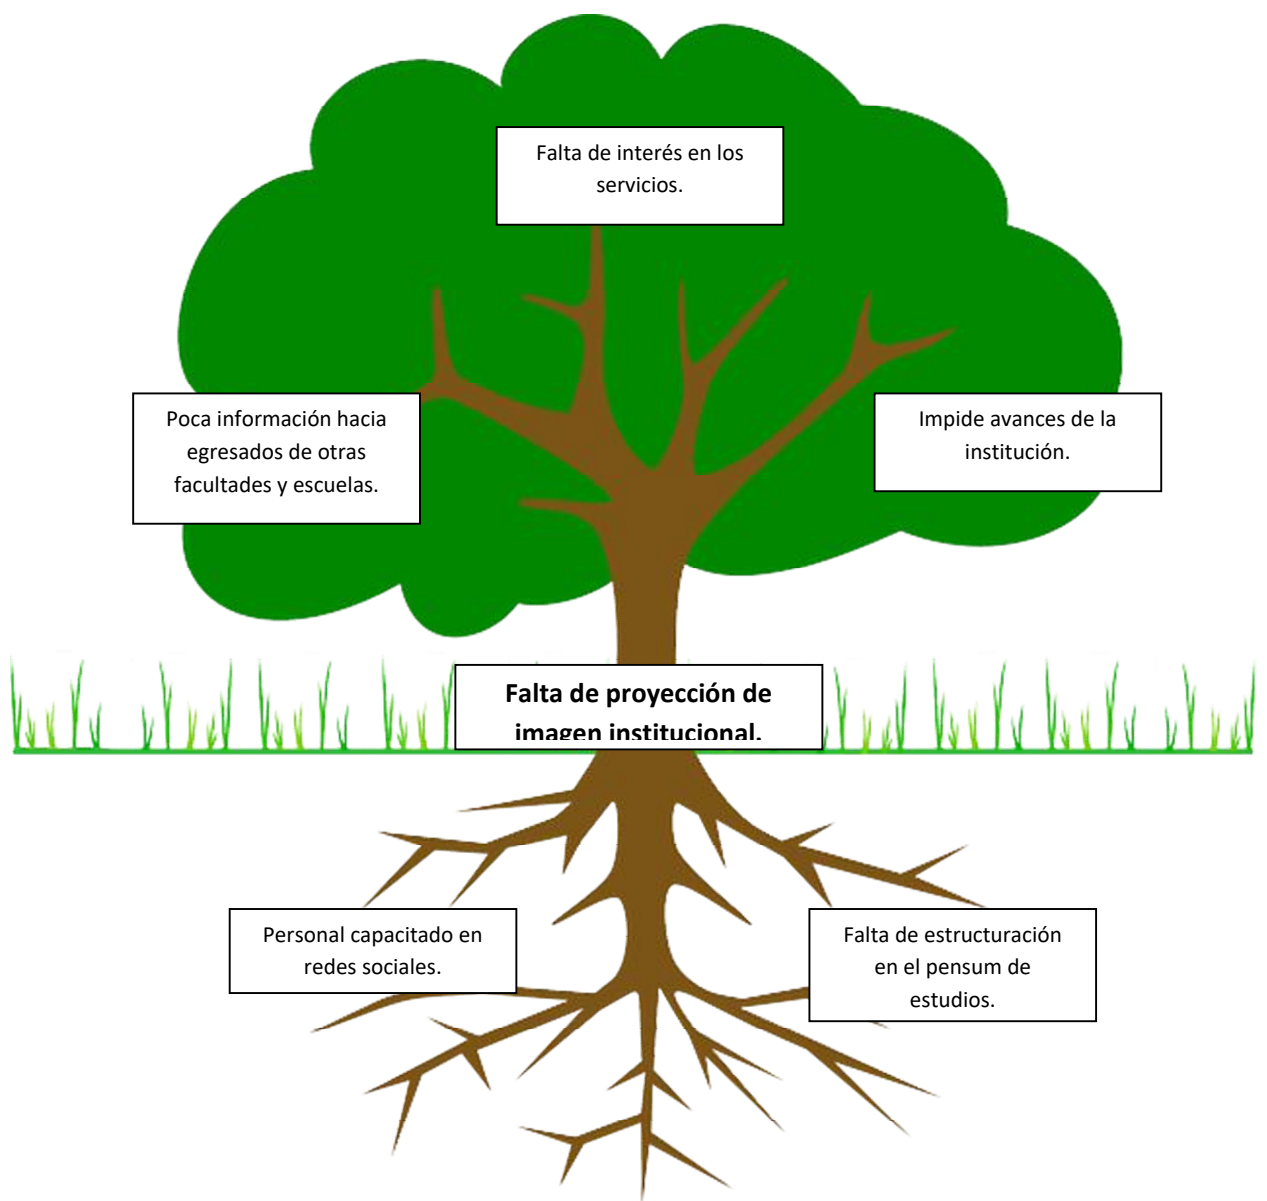 Falta de interés en los
servicios.
Poca información hacia
egresados de otras
facultades y escuelas.
Impide avances de la
institución.
Falta de proyección de
imagen institucional.
Personal capacitado en
redes sociales.
Falta de estructuración
en el pensum de
estudios.